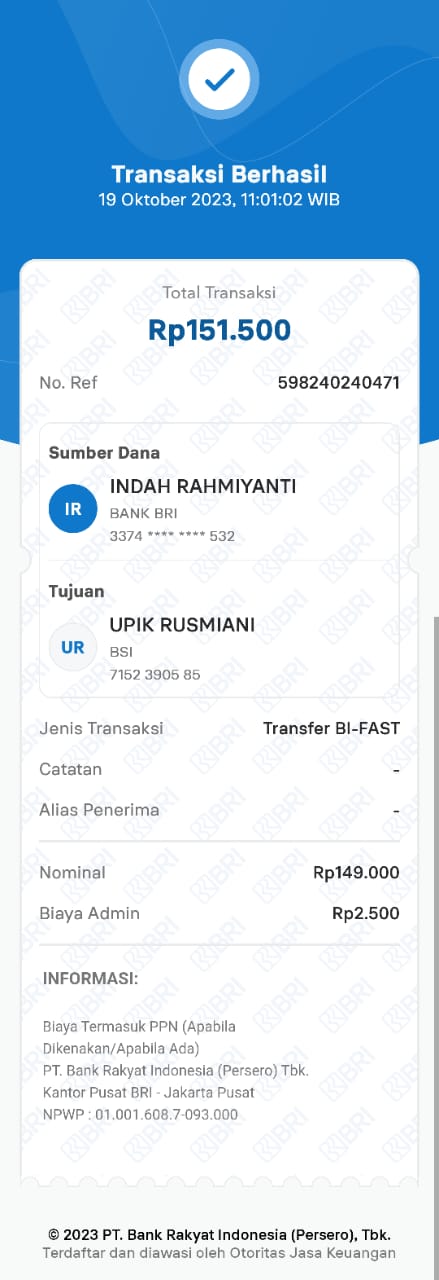 Transaksi Berhasil
19 Oktober 2023, 11:01:02 WIB
Total Transaksi
Rp151.500
No. Ref 598240240471
Sumber Dana
IR
INDAH RAHMIYANTI
BANK BRI
3374 **** **** 532
Tujuan
UR
UPIK RUSMIANI
BSI
7152 3905 85
Jenis Transaksi Transfer BI-FAST
Catatan -
Alias Penerima -
Nominal Rp149.000
Biaya Admin Rp2.500
INFORMASI:
Biaya Termasuk PPN (Apabila
Dikenakan/Apabila Ada)
PT. Bank Rakyat Indonesia (Persero) Tbk.
Kantor Pusat BRI - Jakarta Pusat
NPWP : 01.001.608.7-093.000
© 2023 PT. Bank Rakyat Indonesia (Persero), Tbk.
Terdaftar dan diawasi oleh Otoritas Jasa Keuangan